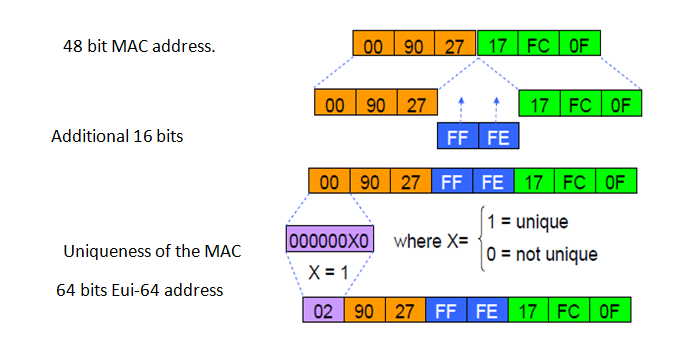 48 bit MAC address.
00 90 27 17 FC 0F
00 90 27 17 FC 0F
Additional 16 bits
FF FE
00 90 27 FF FE 17 FC 0F
000000X0
where X=
1 = unique
0 = not unique
Uniqueness of the MAC
X = 1
64 bits Eui-64 address
02 90 27 FF FE 17 FC 0F